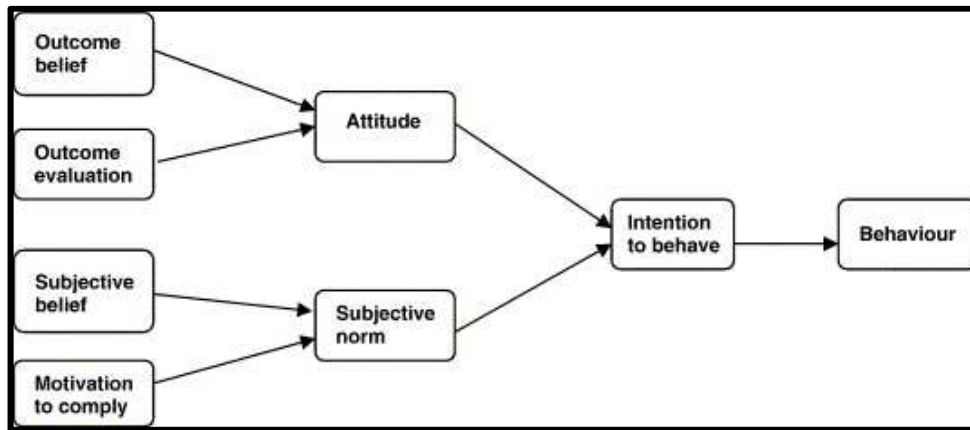 Outcome
belief
Attitude
Outcome
evaluation
Intention
to behave
Behaviour
Subjective
belief
Subjective
norm
Motivation
to comply